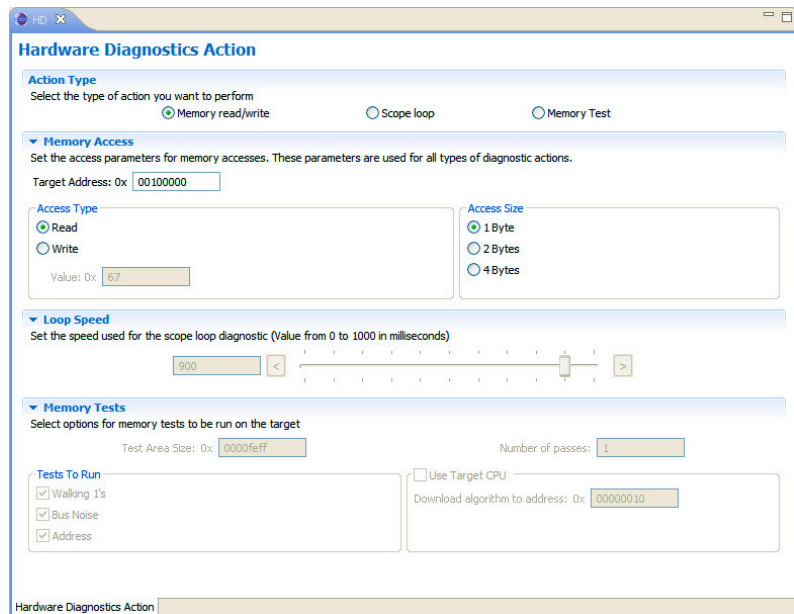 HD
Hardware Diagnostics Action
Action Type
Select the type of action you want to perform
Memory read/write Scope loop Memory Test
Memory Access
Set the access parameters for memory accesses. These parameters are used for all types of diagnostic actions.
Target Address: 0x 00100000
Access Type
Read
Write
Value: 0x 67
Access Size
1 Byte
2 Bytes
4 Bytes
Loop Speed
Set the speed used for the scope loop diagnostic (Value from 0 to 1000 in milliseconds)
900 < >
Memory Tests
Select options for memory tests to be run on the target
Test Area Size: 0x 0000feff Number of passes: 1
Tests To Run
Walking 1's
Bus Noise
Address
Use Target CPU
Download algorithm to address: 0x 00000010
Hardware Diagnostics Action